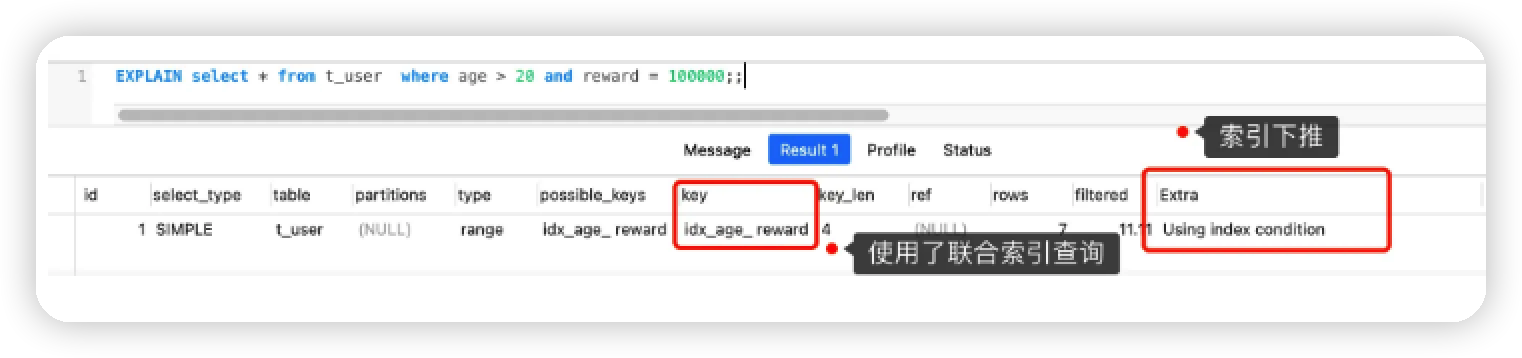 1 EXPLAIN select * from t_user where age > 20 and reward = 100000;;
索引下推
Message Result 1 Profile Status
id select_type table partitions type possible_keys key key_len ref rows filtered Extra
1 SIMPLE t_user (NULL) range idx_age_ reward idx_age_ reward 4 (NULL) 7 11.11 Using index condition
使用了联合索引查询